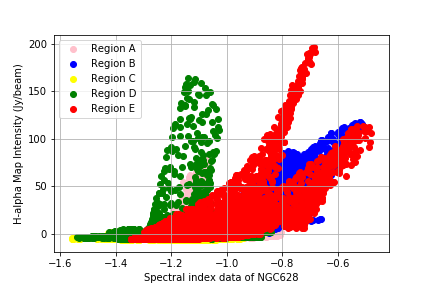 200
150
100
50
0
H-alpha Map Intensity (Jy/beam)
Region A
Region B
Region C
Region D
Region E
−1.6 −1.4 −1.2 −1.0 −0.8 −0.6
Spectral index data of NGC628